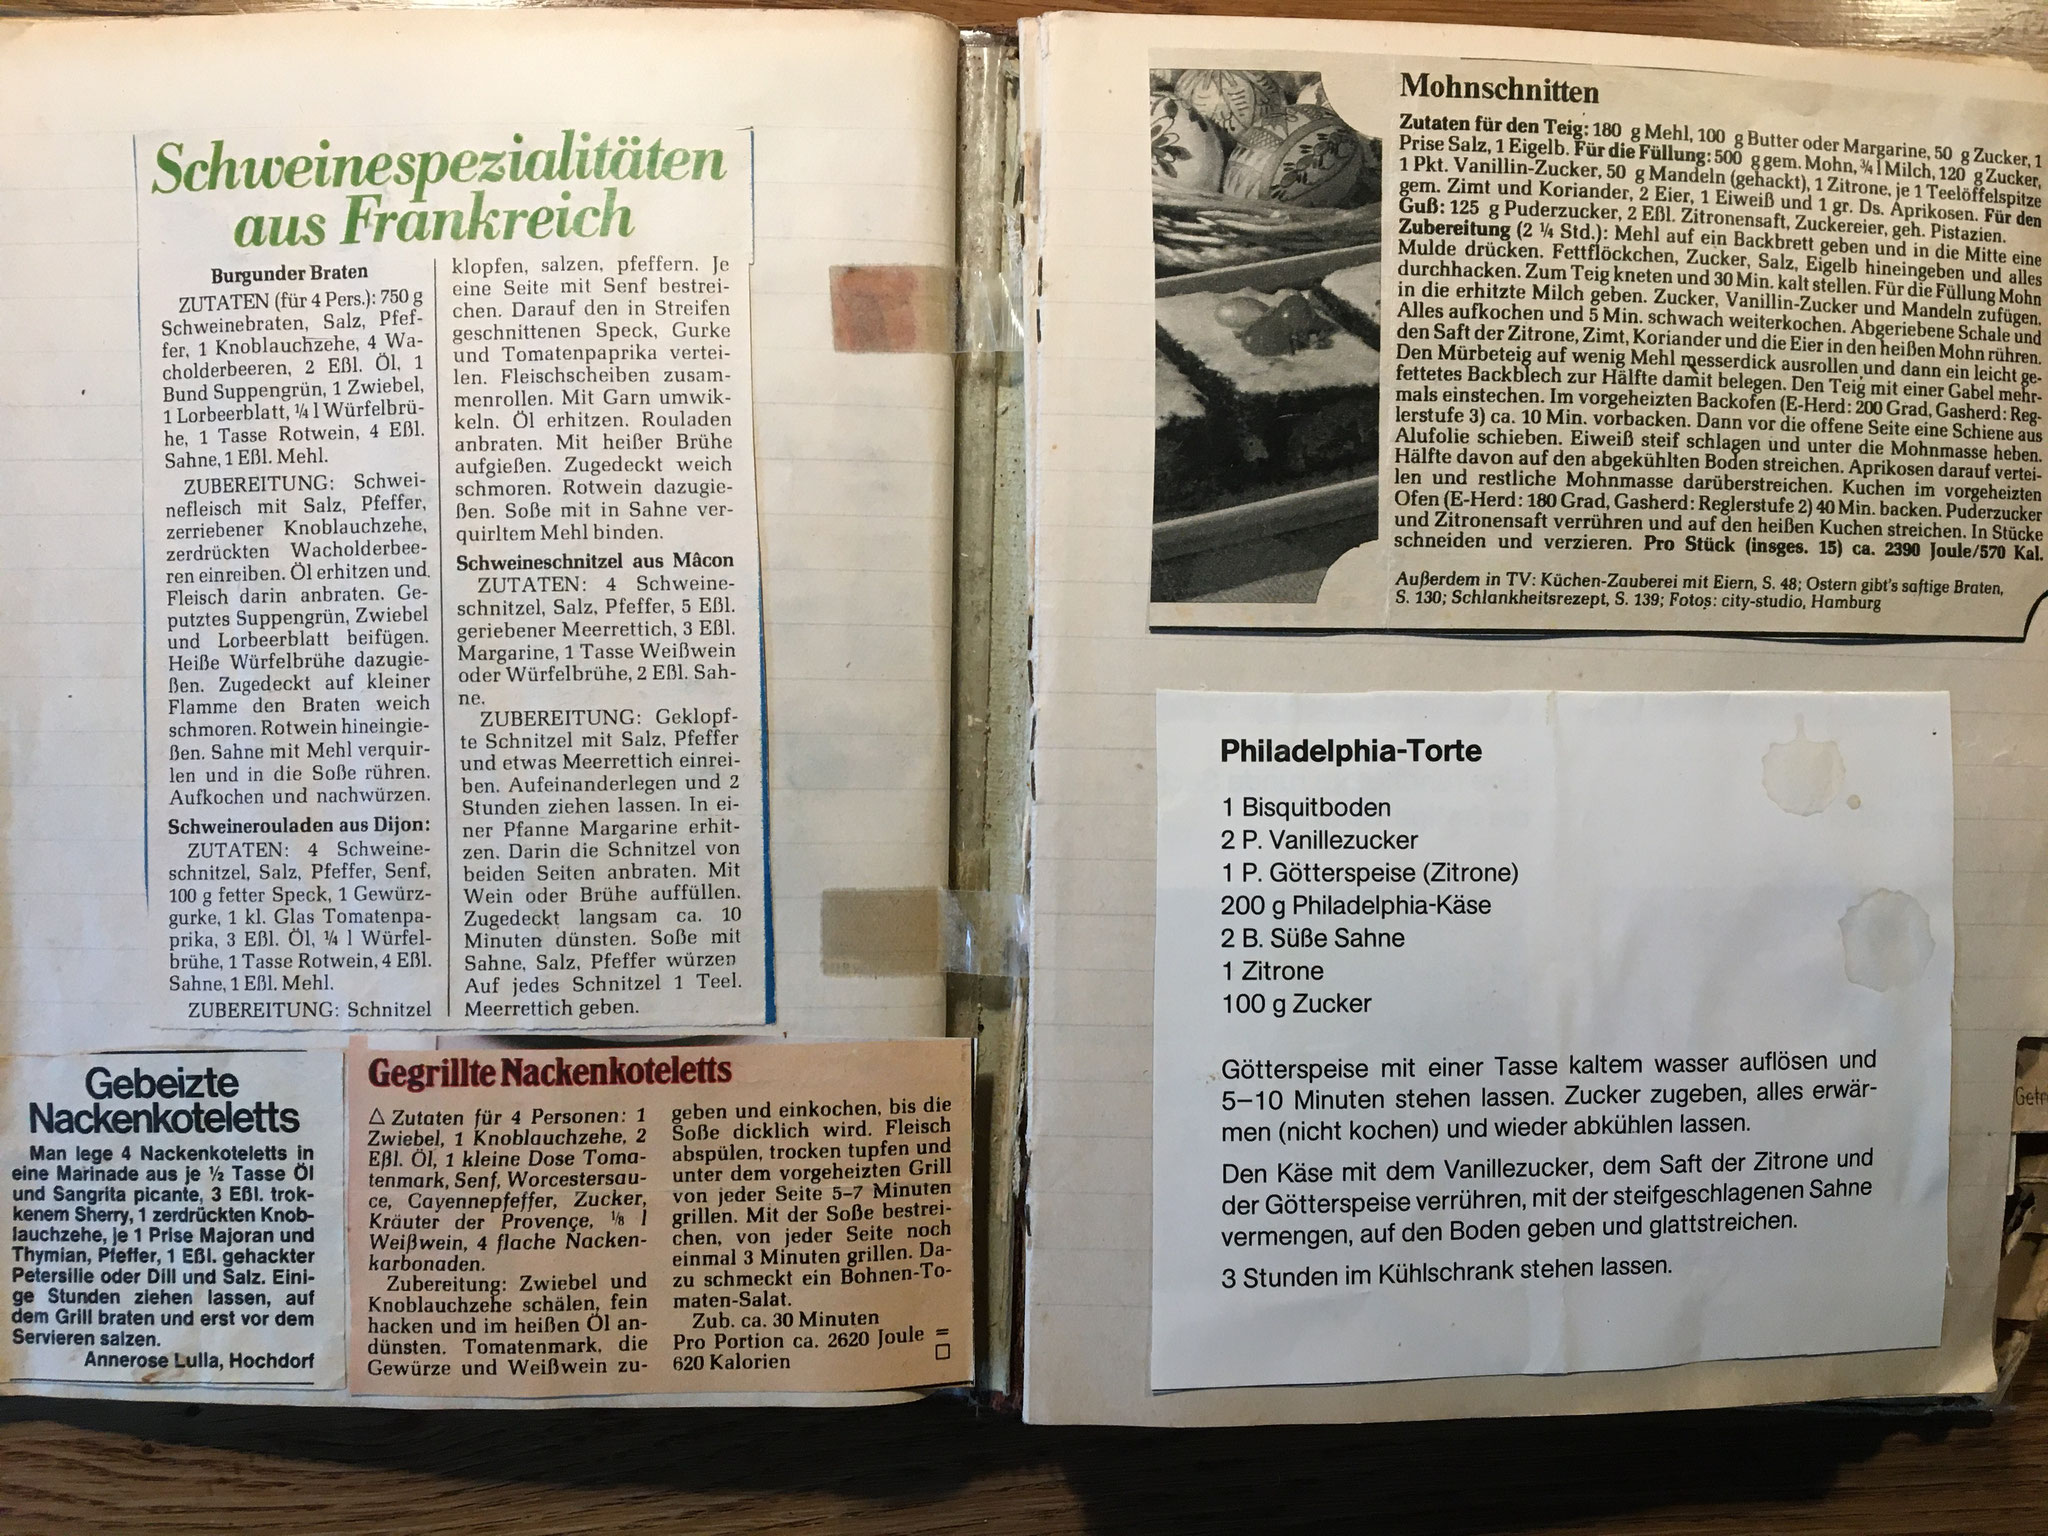 Schweinespezialitäten
aus Frankreich
Burgunder Braten
ZUTATEN (für 4 Pers.): 750 g
Schweinebraten, Salz, Pfef-
fer, 1 Knoblauchzehe, 4 Wa-
cholderbeeren, 2 Eßl. Öl, 1
Bund Suppengrün, 1 Zwiebel,
1 Lorbeerblatt, ¼ l Würfelbrü-
he, 1 Tasse Rotwein, 4 Eßl.
Sahne, 1 Eßl. Mehl.
ZUBEREITUNG: Schwei-
nefleisch mit Salz, Pfeffer,
zerriebener Knoblauchzehe,
zerdrückten Wacholderbee-
ren einreiben. Öl erhitzen und
Fleisch darin anbraten. Ge-
putztes Suppengrün, Zwiebel
und Lorbeerblatt beifügen.
Heiße Würfelbrühe dazugie-
ßen. Zugedeckt auf kleiner
Flamme den Braten weich
schmoren. Rotwein hineingie-
ßen. Sahne mit Mehl verquir-
len und in die Soße rühren.
Aufkochen und nachwürzen.
Schweinerouladen aus Dijon:
ZUTATEN: 4 Schweine-
schnitzel, Salz, Pfeffer, Senf,
100 g fetter Speck, 1 Gewürz-
gurke, 1 kl. Glas Tomatenpa-
prika, 3 Eßl. Öl, ¼ l Würfel-
brühe, 1 Tasse Rotwein, 4 Eßl.
Sahne, 1 Eßl. Mehl.
ZUBEREITUNG: Schnitzel
klopfen, salzen, pfeffern. Je
eine Seite mit Senf bestrei-
chen. Darauf den in Streifen
geschnittenen Speck, Gurke
und Tomatenpaprika vertei-
len. Fleischscheiben zusam-
menrollen. Mit Garn umwik-
keln. Öl erhitzen. Rouladen
anbraten. Mit heißer Brühe
aufgießen. Zugedeckt weich
schmoren. Rotwein dazugie-
ßen. Soße mit in Sahne ver-
quirltem Mehl binden.
Schweineschnitzel aus Mâcon
ZUTATEN: 4 Schweine-
schnitzel, Salz, Pfeffer, 5 Eßl.
geriebener Meerrettich, 3 Eßl.
Margarine, 1 Tasse Weißwein
oder Würfelbrühe, 2 Eßl. Sah-
ne.
ZUBEREITUNG: Geklopf-
te Schnitzel mit Salz, Pfeffer
und etwas Meerrettich einrei-
ben. Aufeinanderlegen und 2
Stunden ziehen lassen. In ei-
ner Pfanne Margarine erhit-
zen. Darin die Schnitzel von
beiden Seiten anbraten. Mit
Wein oder Brühe auffüllen.
Zugedeckt langsam ca. 10
Minuten dünsten. Soße mit
Sahne, Salz, Pfeffer würzen
Auf jedes Schnitzel 1 Teel.
Meerrettich geben.
Gebeizte
Nackenkoteletts
Man lege 4 Nackenkoteletts in
eine Marinade aus je ½ Tasse Öl
und Sangrita picante, 3 Eßl. trok-
kenem Sherry, 1 zerdrückten Knob-
lauchzehe, je 1 Prise Majoran und
Thymian, Pfeffer, 1 Eßl. gehackter
Petersilie oder Dill und Salz. Eini-
ge Stunden ziehen lassen, auf
dem Grill braten und erst vor dem
Servieren salzen.
Annerose Lulla, Hochdorf
Gegrillte Nackenkoteletts
△ Zutaten für 4 Personen: 1
Zwiebel, 1 Knoblauchzehe, 2
Eßl. Öl, 1 kleine Dose Toma-
tenmark, Senf, Worcestersau-
ce, Cayennepfeffer, Zucker,
Kräuter der Provençe, ⅛ l
Weißwein, 4 flache Nacken-
karbonaden.
Zubereitung: Zwiebel und
Knoblauchzehe schälen, fein
hacken und im heißen Öl an-
dünsten. Tomatenmark, die
Gewürze und Weißwein zu-
geben und einkochen, bis die
Soße dicklich wird. Fleisch
abspülen, trocken tupfen und
unter dem vorgeheizten Grill
von jeder Seite 5–7 Minuten
grillen. Mit der Soße bestrei-
chen, von jeder Seite noch
einmal 3 Minuten grillen. Da-
zu schmeckt ein Bohnen-To-
maten-Salat.
Zub. ca. 30 Minuten
Pro Portion ca. 2620 Joule =
620 Kalorien □
Mohnschnitten
Zutaten für den Teig: 180 g Mehl, 100 g Butter oder Margarine, 50 g Zucker, 1
Prise Salz, 1 Eigelb. Für die Füllung: 500 g gem. Mohn, ¾ l Milch, 120 g Zucker,
1 Pkt. Vanillin-Zucker, 50 g Mandeln (gehackt), 1 Zitrone, je 1 Teelöffelspitze
gem. Zimt und Koriander, 2 Eier, 1 Eiweiß und 1 gr. Ds. Aprikosen. Für den
Guß: 125 g Puderzucker, 2 Eßl. Zitronensaft, Zuckereier, geh. Pistazien.
Zubereitung (2 ¼ Std.): Mehl auf ein Backbrett geben und in die Mitte eine
Mulde drücken. Fettflöckchen, Zucker, Salz, Eigelb hineingeben und alles
durchhacken. Zum Teig kneten und 30 Min. kalt stellen. Für die Füllung Mohn
in die erhitzte Milch geben. Zucker, Vanillin-Zucker und Mandeln zufügen.
Alles aufkochen und 5 Min. schwach weiterkochen. Abgeriebene Schale und
den Saft der Zitrone, Zimt, Koriander und die Eier in den heißen Mohn rühren.
Den Mürbeteig auf wenig Mehl messerdick ausrollen und dann ein leicht ge-
fettetes Backblech zur Hälfte damit belegen. Den Teig mit einer Gabel mehr-
mals einstechen. Im vorgeheizten Backofen (E-Herd: 200 Grad, Gasherd: Reg-
lerstufe 3) ca. 10 Min. vorbacken. Dann vor die offene Seite eine Schiene aus
Alufolie schieben. Eiweiß steif schlagen und unter die Mohnmasse heben.
Hälfte davon auf den abgekühlten Boden streichen. Aprikosen darauf vertei-
len und restliche Mohnmasse darüberstreichen. Kuchen im vorgeheizten
Ofen (E-Herd: 180 Grad, Gasherd: Reglerstufe 2) 40 Min. backen. Puderzucker
und Zitronensaft verrühren und auf den heißen Kuchen streichen. In Stücke
schneiden und verzieren. Pro Stück (insges. 15) ca. 2390 Joule/570 Kal.
Außerdem in TV: Küchen-Zauberei mit Eiern, S. 48; Ostern gibt's saftige Braten,
S. 130; Schlankheitsrezept, S. 139; Fotos: city-studio, Hamburg
Philadelphia-Torte
1 Bisquitboden
2 P. Vanillezucker
1 P. Götterspeise (Zitrone)
200 g Philadelphia-Käse
2 B. Süße Sahne
1 Zitrone
100 g Zucker
Götterspeise mit einer Tasse kaltem wasser auflösen und
5–10 Minuten stehen lassen. Zucker zugeben, alles erwär-
men (nicht kochen) und wieder abkühlen lassen.
Den Käse mit dem Vanillezucker, dem Saft der Zitrone und
der Götterspeise verrühren, mit der steifgeschlagenen Sahne
vermengen, auf den Boden geben und glattstreichen.
3 Stunden im Kühlschrank stehen lassen.